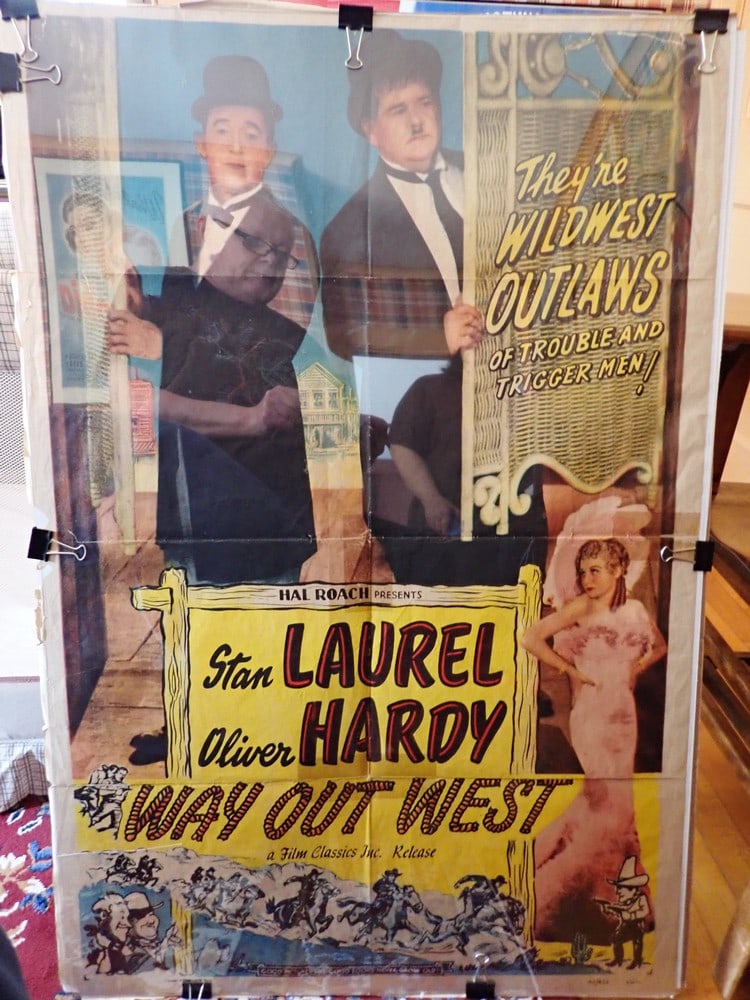 They're
WILDWEST
OUTLAWS
OF TROUBLE AND
TRIGGER MEN!
HAL ROACH PRESENTS
Stan LAUREL
Oliver HARDY
WAY OUT WEST
a Film Classics Inc. Release